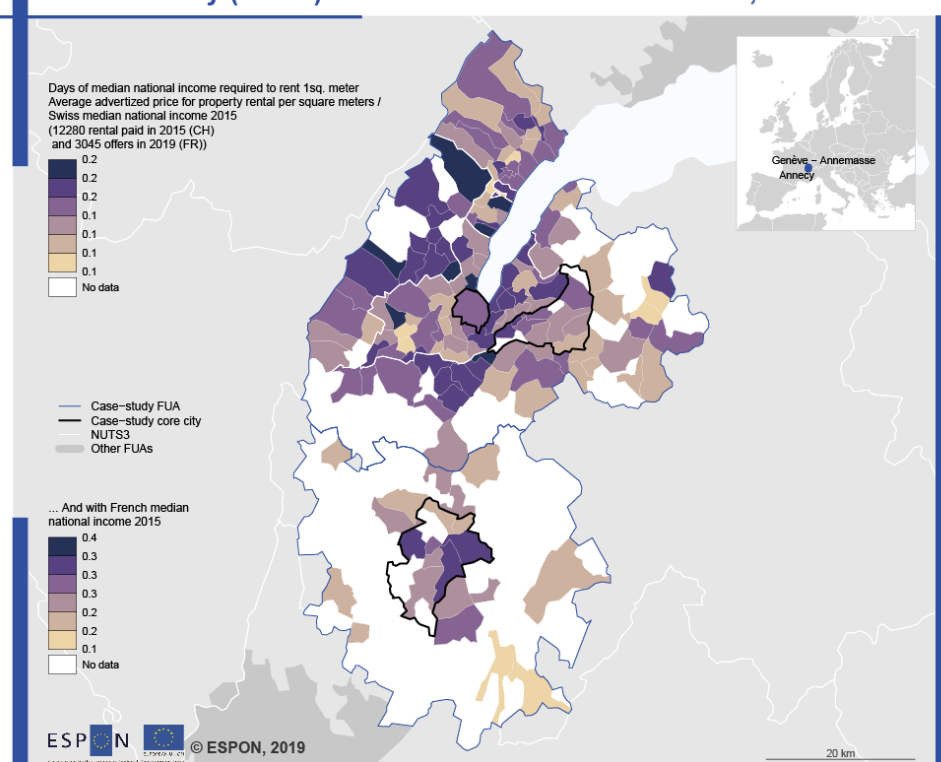 Days of median national income required to rent 1sq. meter
Average advertized price for property rental per square meters /
Swiss median national income 2015
(12280 rental paid in 2015 (CH)
and 3045 offers in 2019 (FR))
0.2
0.2
0.2
0.1
0.1
0.1
0.1
No data
Genève – Annemasse
Annecy
Case–study FUA
Case–study core city
NUTS3
Other FUAs
... And with French median
national income 2015
0.4
0.3
0.3
0.3
0.2
0.2
0.1
No data
ESPON
© ESPON, 2019
20 km